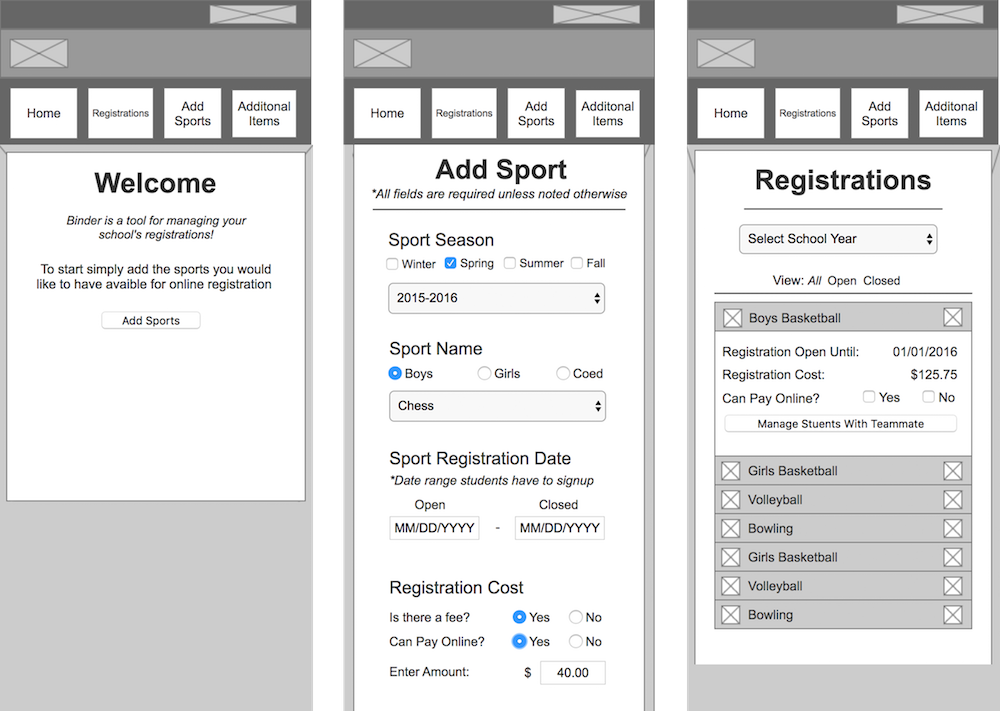 Home
Registrations
Add
Sports
Additonal
Items
Welcome
Binder is a tool for managing your
school's registrations!
To start simply add the sports you would
like to have avaible for online registration
Add Sports
Home
Registrations
Add
Sports
Additonal
Items
Add Sport
*All fields are required unless noted otherwise
Sport Season
Winter Spring Summer Fall
2015-2016
Sport Name
Boys Girls Coed
Chess
Sport Registration Date
*Date range students have to signup
Open Closed
MM/DD/YYYY - MM/DD/YYYY
Registration Cost
Is there a fee? Yes No
Can Pay Online? Yes No
Enter Amount: $ 40.00
Home
Registrations
Add
Sports
Additonal
Items
Registrations
Select School Year
View: All Open Closed
Boys Basketball
Registration Open Until: 01/01/2016
Registration Cost: $125.75
Can Pay Online? Yes No
Manage Stuents With Teammate
Girls Basketball
Volleyball
Bowling
Girls Basketball
Volleyball
Bowling